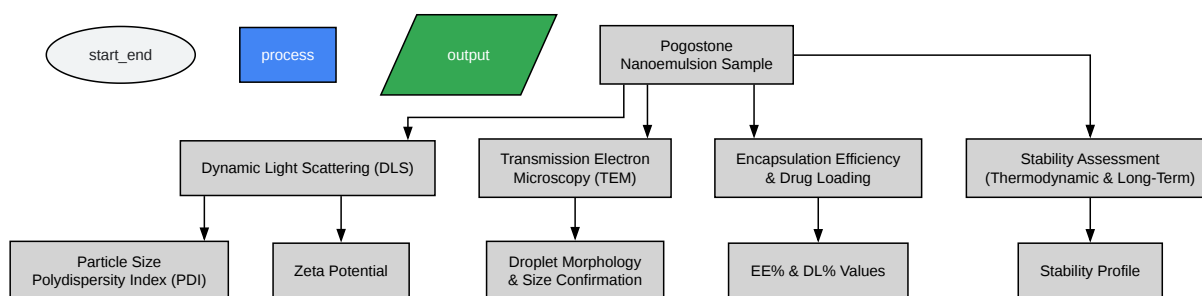 start_end
process
output
Pogostone
Nanoemulsion Sample
Dynamic Light Scattering (DLS)
Transmission Electron
Microscopy (TEM)
Encapsulation Efficiency
& Drug Loading
Stability Assessment
(Thermodynamic & Long-Term)
Particle Size
Polydispersity Index (PDI)
Zeta Potential
Droplet Morphology
& Size Confirmation
EE% & DL% Values
Stability Profile